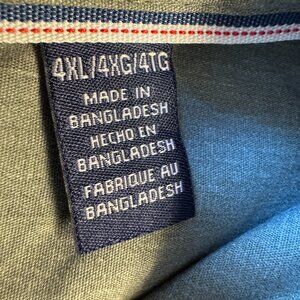 4XL/4XG/4TG
MADE IN
BANGLADESH
HECHO EN
BANGLADESH
FABRIQUE AU
BANGLADESH